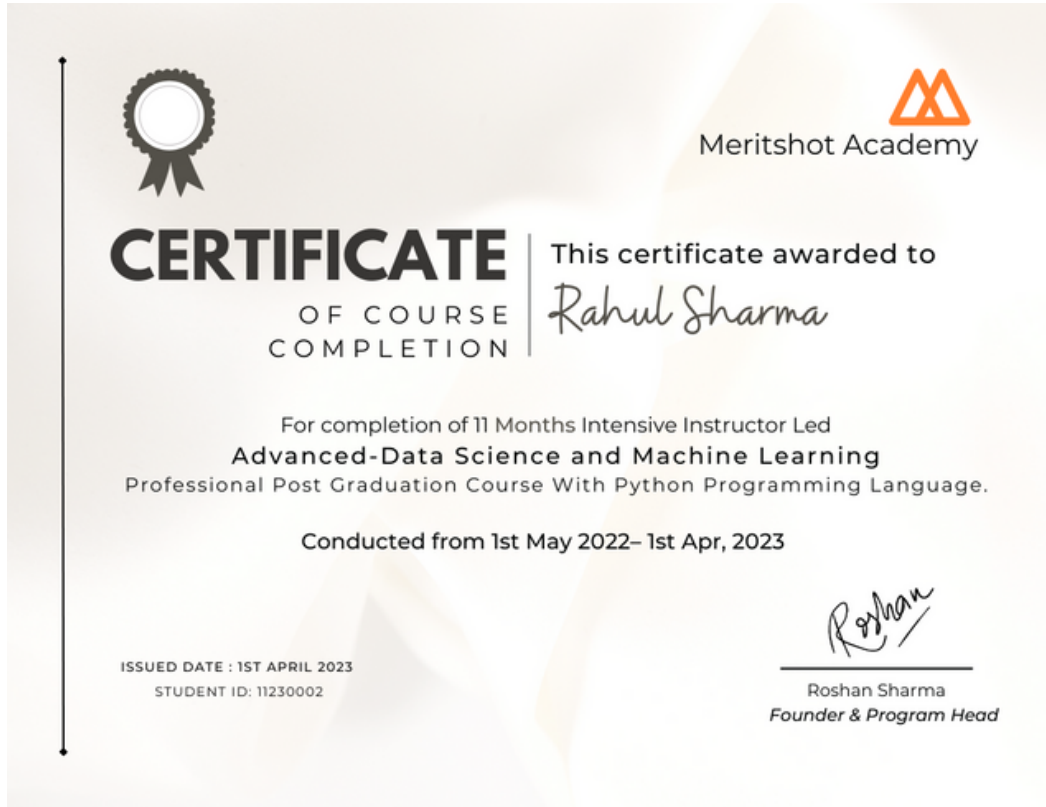 Meritshot Academy
CERTIFICATE
OF COURSE
COMPLETION
This certificate awarded to
Rahul Sharma
For completion of 11 Months Intensive Instructor Led
Advanced-Data Science and Machine Learning
Professional Post Graduation Course With Python Programming Language.
Conducted from 1st May 2022– 1st Apr, 2023
ISSUED DATE : 1ST APRIL 2023
STUDENT ID: 11230002
Roshan
Roshan Sharma
Founder & Program Head